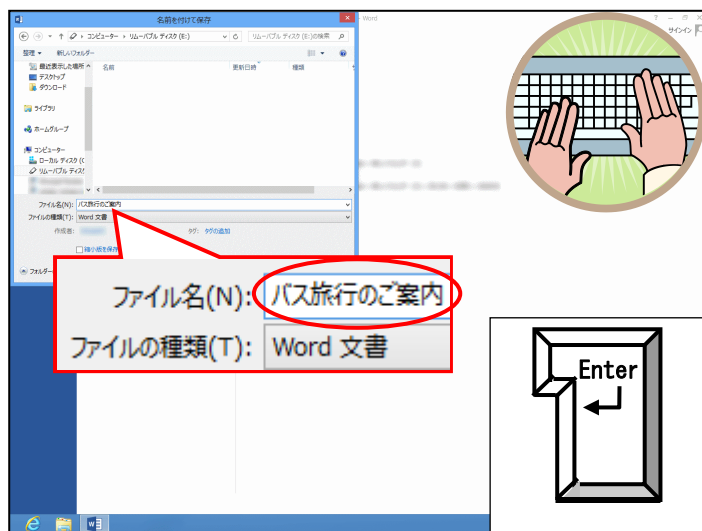 名前を付けて保存
Word
サインイン
コンピューター ▸ リムーバブル ディスク (E:)
リムーバブル ディスク (E:)の検索
整理 ▾ 新しいフォルダー
最近表示した場所
名前 更新日時 種類
デスクトップ
ダウンロード
ライブラリ
ホームグループ
コンピューター
ローカル ディスク (C
リムーバブル ディス
ファイル名(N): バス旅行のご案内
ファイルの種類(T): Word 文書
作成者:
タグ: タグの追加
縮小版を保存
フォルダー
ファイル名(N): バス旅行のご案内
ファイルの種類(T): Word 文書
Enter